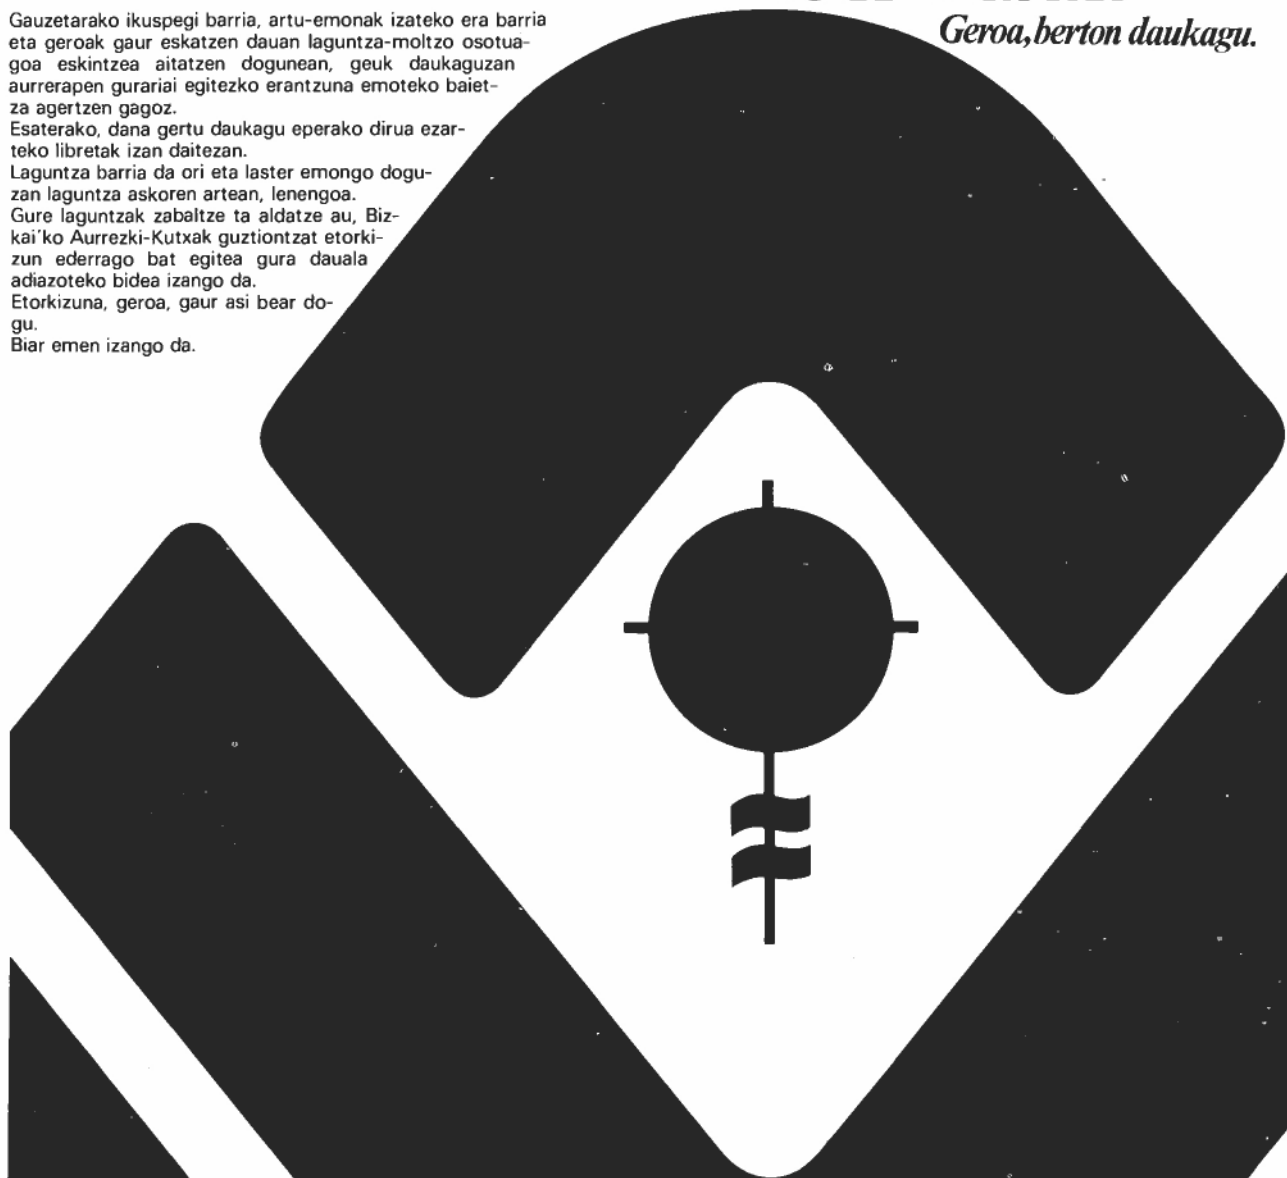 Gauzetarako ikuspegi barria, artu-emonak izateko era barria
eta geroak gaur eskatzen dauan laguntza-moltzo osotua-
goa eskintzea aitatzen dogunean, geuk daukaguzan
aurrerapen gurariai egitezko erantzuna emoteko baiet-
za agertzen gagoz.
Esaterako, dana gertu daukagu eperako dirua ezar-
teko libretak izan daitezan.
Laguntza barria da ori eta laster emongo dogu-
zan laguntza askoren artean, lenengoa.
Gure laguntzak zabaltze ta aldatze au, Biz-
kai'ko Aurrezki-Kutxak guztiontzat etorki-
zun ederrago bat egitea gura dauala
adiazoteko bidea izango da.
Etorkizuna, geroa, gaur asi bear do-
gu.
Biar emen izango da.
Geroa, berton daukagu.